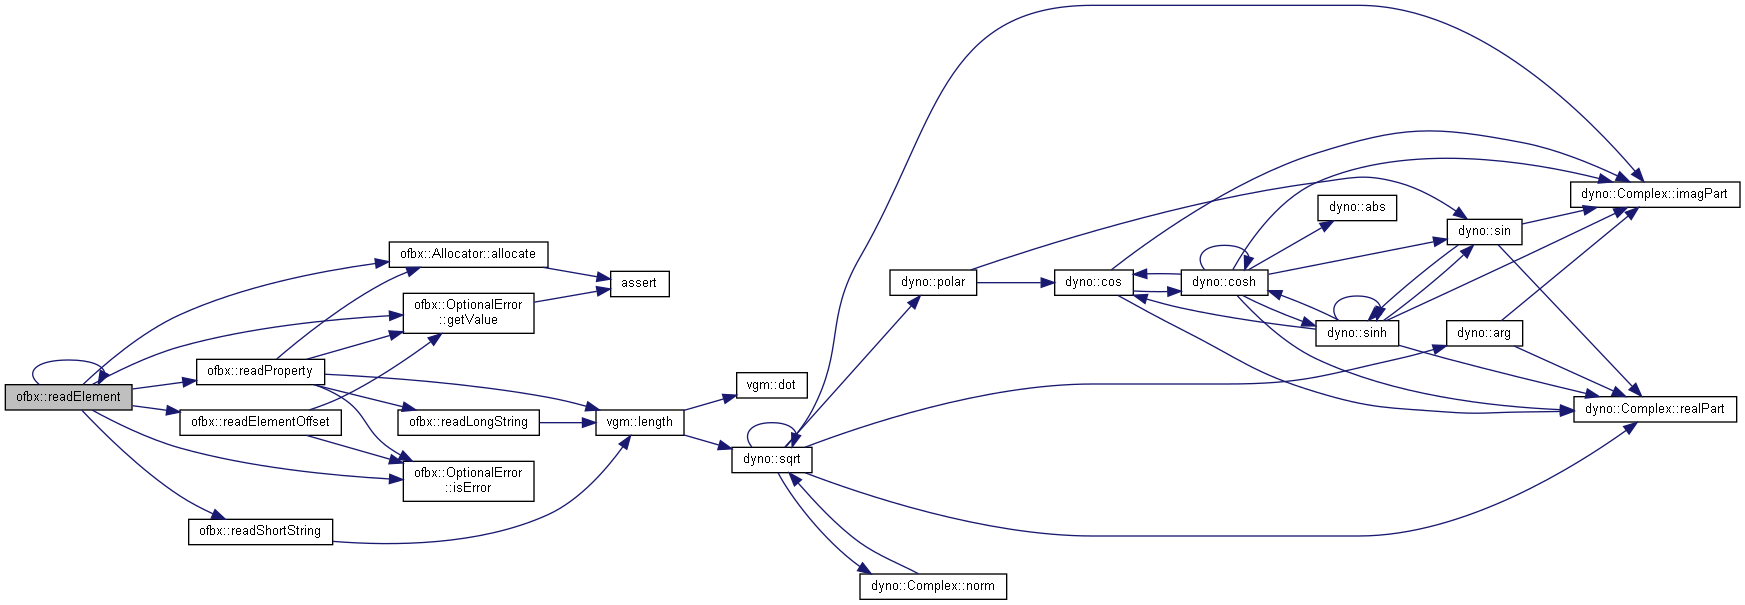 ofbx::readElement
ofbx::Allocator::allocate
assert
ofbx::OptionalError
::getValue
ofbx::readProperty
ofbx::readElementOffset
ofbx::readLongString
ofbx::OptionalError
::isError
ofbx::readShortString
vgm::length
vgm::dot
dyno::sqrt
dyno::polar
dyno::Complex::norm
dyno::cos
dyno::cosh
dyno::abs
dyno::sinh
dyno::sin
dyno::arg
dyno::Complex::imagPart
dyno::Complex::realPart